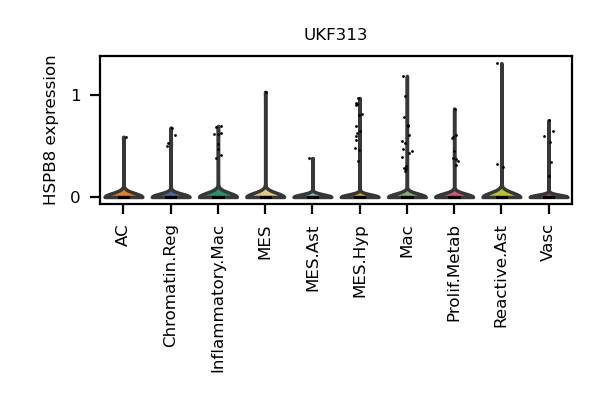 UKF313
HSPB8 expression
1
0
AC
Chromatin.Reg
Inflammatory.Mac
MES
MES.Ast
MES.Hyp
Mac
Prolif.Metab
Reactive.Ast
Vasc